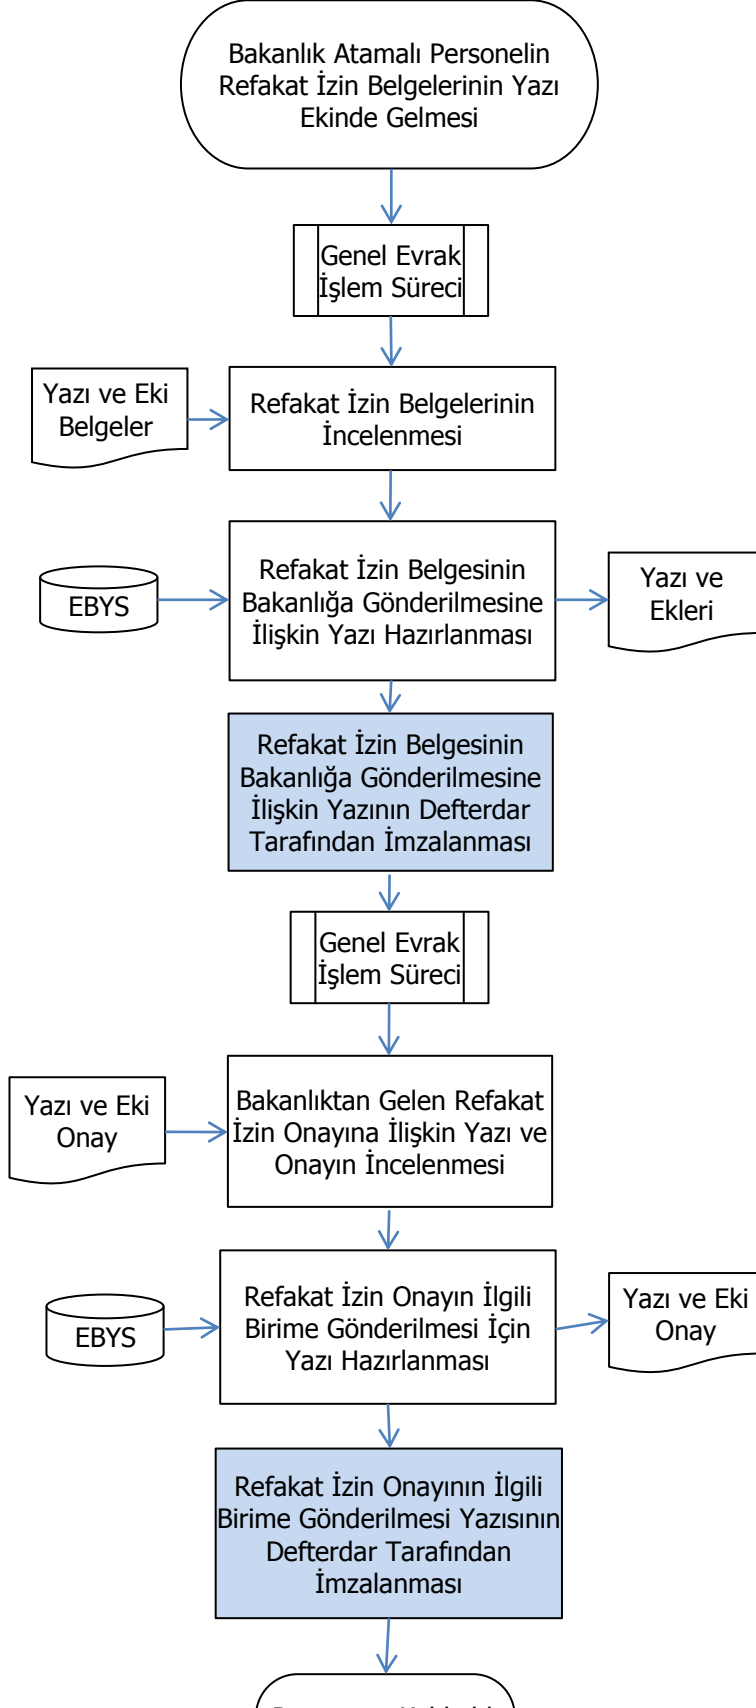 Bakanlık Atamalı Personelin
Refakat İzin Belgelerinin Yazı
Ekinde Gelmesi
Genel Evrak
İşlem Süreci
Yazı ve Eki
Belgeler
Refakat İzin Belgelerinin
İncelenmesi
EBYS
Refakat İzin Belgesinin
Bakanlığa Gönderilmesine
İlişkin Yazı Hazırlanması
Yazı ve
Ekleri
Refakat İzin Belgesinin
Bakanlığa Gönderilmesine
İlişkin Yazının Defterdar
Tarafından İmzalanması
Genel Evrak
İşlem Süreci
Yazı ve Eki
Onay
Bakanlıktan Gelen Refakat
İzin Onayına İlişkin Yazı ve
Onayın İncelenmesi
EBYS
Refakat İzin Onayın İlgili
Birime Gönderilmesi İçin
Yazı Hazırlanması
Yazı ve Eki
Onay
Refakat İzin Onayının İlgili
Birime Gönderilmesi Yazısının
Defterdar Tarafından
İmzalanması